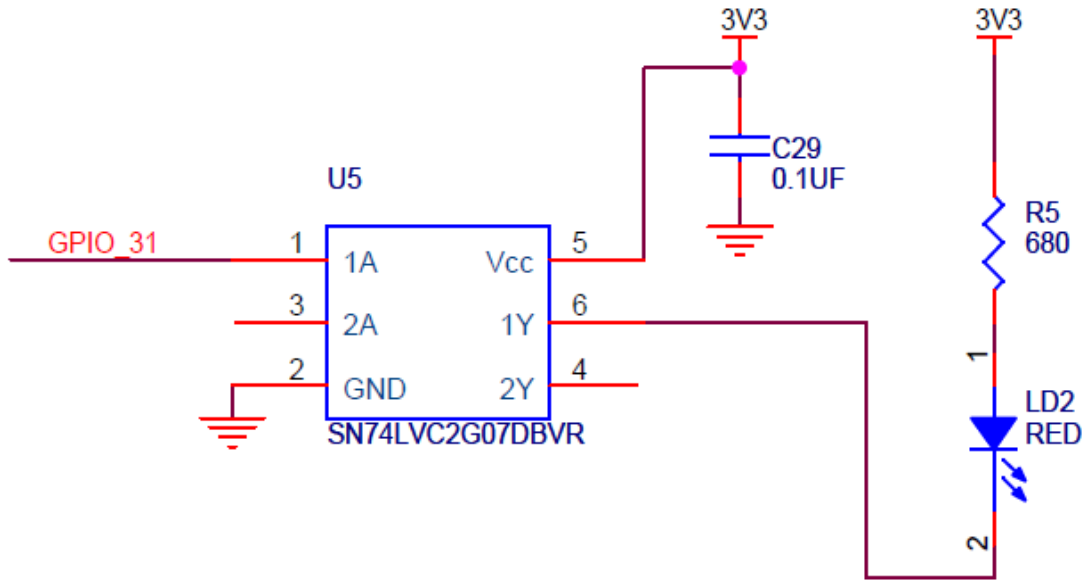 3V3
3V3
C29
0.1UF
U5
R5
680
GPIO_31
1
1A
Vcc
5
3
2A
1Y
6
2
GND
2Y
4
SN74LVC2G07DBVR
1
LD2
RED
2